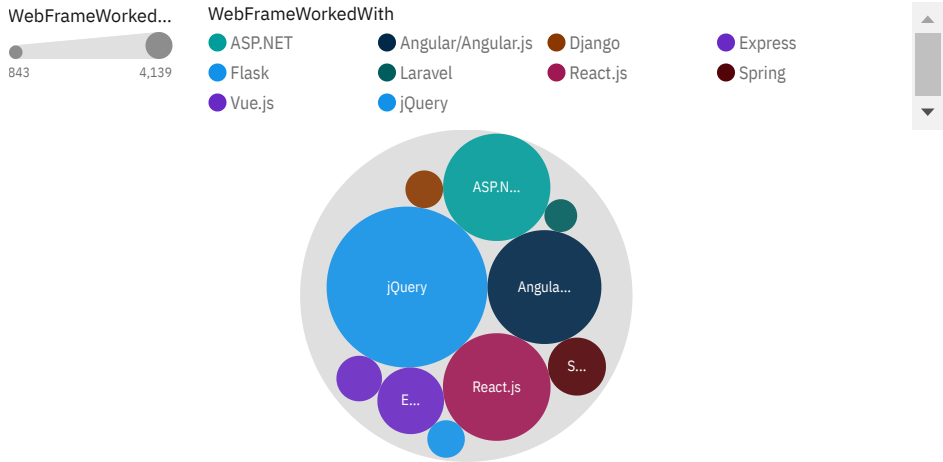 WebFrameWorked...
843 4,139
WebFrameWorkedWith
ASP.NET Angular/Angular.js Django Express
Flask Laravel React.js Spring
Vue.js jQuery
ASP.N...
jQuery Angula...
S...
React.js
E...